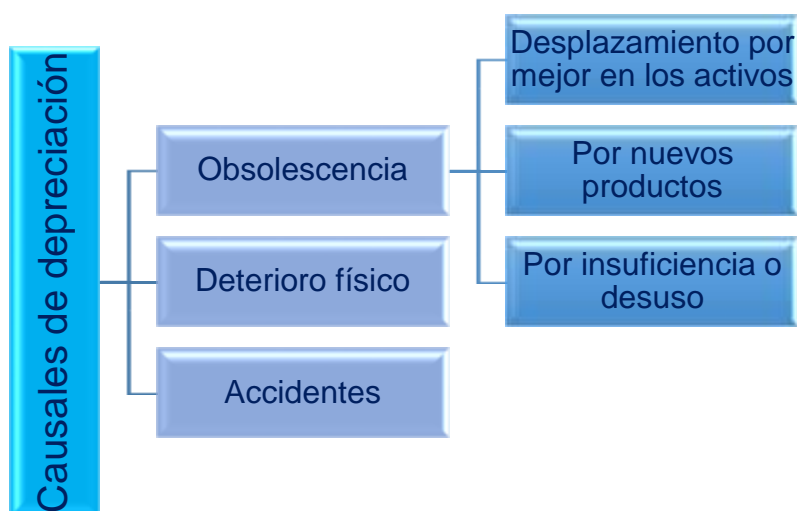 Causales de depreciación
Obsolescencia
Deterioro físico
Accidentes
Desplazamiento por
mejor en los activos
Por nuevos
productos
Por insuficiencia o
desuso